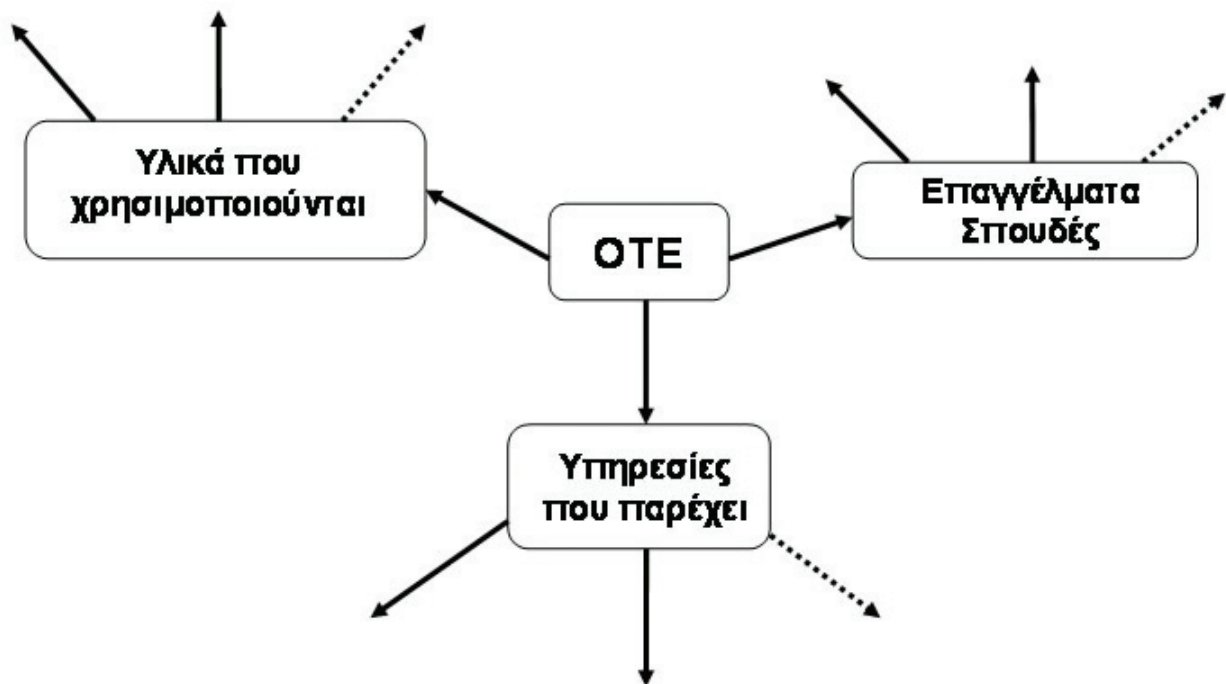 Υλικά που
χρησιμοποιούνται
Επαγγέλματα
Σπουδές
ΟΤΕ
Υπηρεσίες
που παρέχει